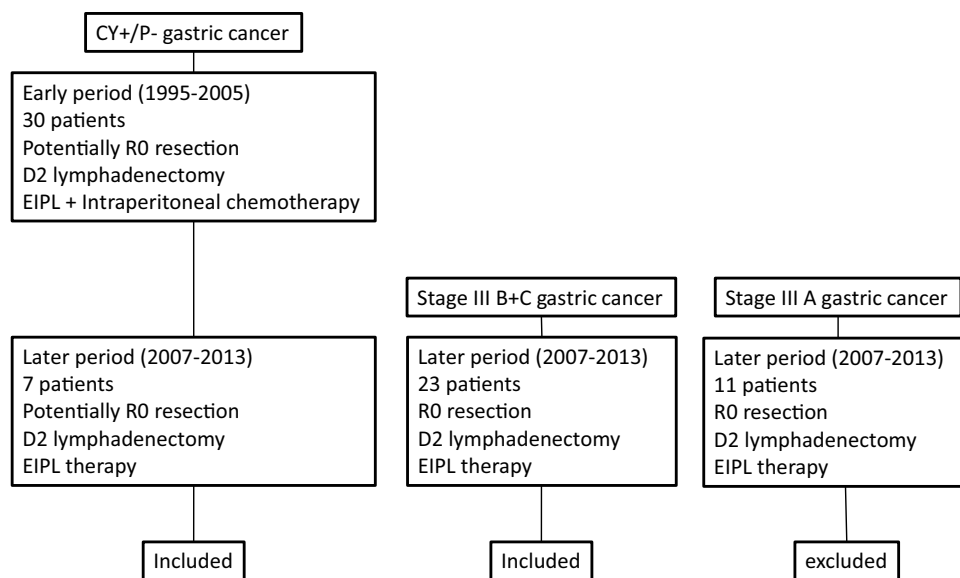 CY+/P- gastric cancer
Early period (1995-2005)
30 patients
Potentially R0 resection
D2 lymphadenectomy
EIPL + Intraperitoneal chemotherapy
Later period (2007-2013)
7 patients
Potentially R0 resection
D2 lymphadenectomy
EIPL therapy
Included
Stage III B+C gastric cancer
Later period (2007-2013)
23 patients
R0 resection
D2 lymphadenectomy
EIPL therapy
Included
Stage III A gastric cancer
Later period (2007-2013)
11 patients
R0 resection
D2 lymphadenectomy
EIPL therapy
excluded